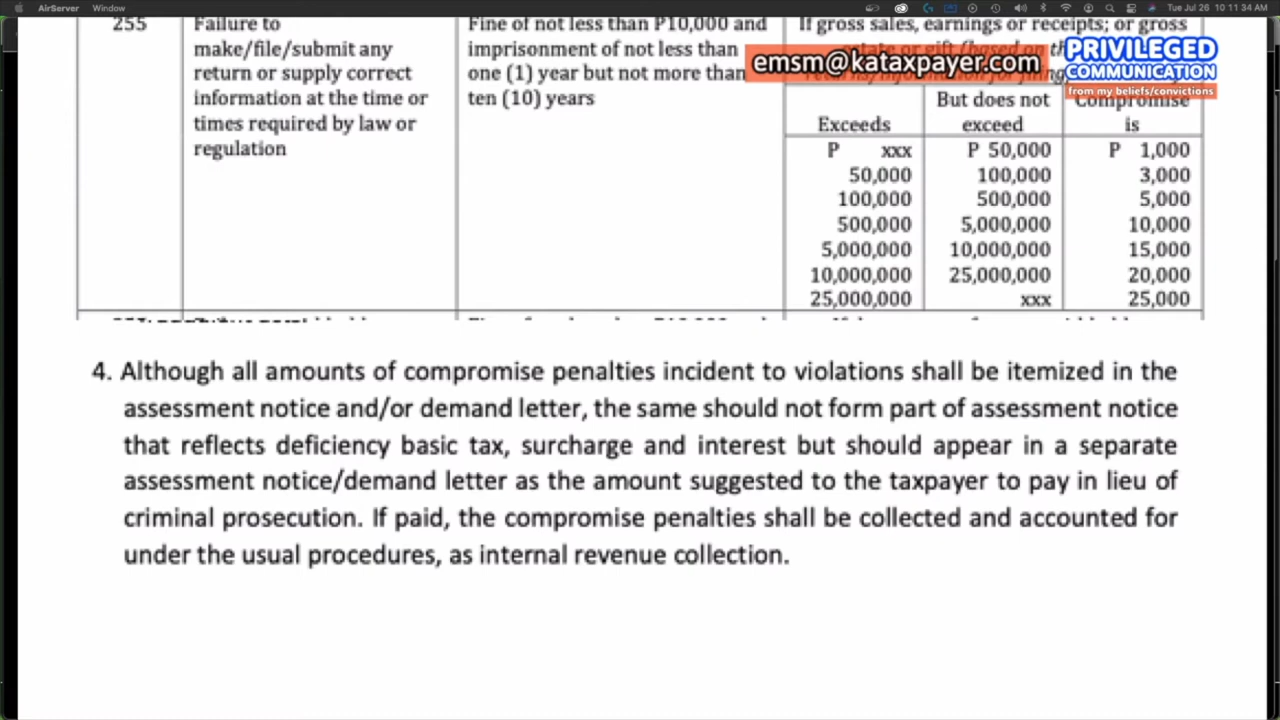 AirServer Window Tue Jul 26 10 11 34 AM
255 Failure to Fine of not less than P10,000 and If gross sales, earnings or receipts; or gross
make/file/submit any imprisonment of not less than
return or supply correct one (1) year but not more than
information at the time or ten (10) years
times required by law or
regulation
emsm@kataxpayer.com
PRIVILEGED
COMMUNICATION
from my beliefs/convictions
But does not Compromise
Exceeds exceed is
P xxx P 50,000 P 1,000
50,000 100,000 3,000
100,000 500,000 5,000
500,000 5,000,000 10,000
5,000,000 10,000,000 15,000
10,000,000 25,000,000 20,000
25,000,000 xxx 25,000
4. Although all amounts of compromise penalties incident to violations shall be itemized in the
assessment notice and/or demand letter, the same should not form part of assessment notice
that reflects deficiency basic tax, surcharge and interest but should appear in a separate
assessment notice/demand letter as the amount suggested to the taxpayer to pay in lieu of
criminal prosecution. If paid, the compromise penalties shall be collected and accounted for
under the usual procedures, as internal revenue collection.